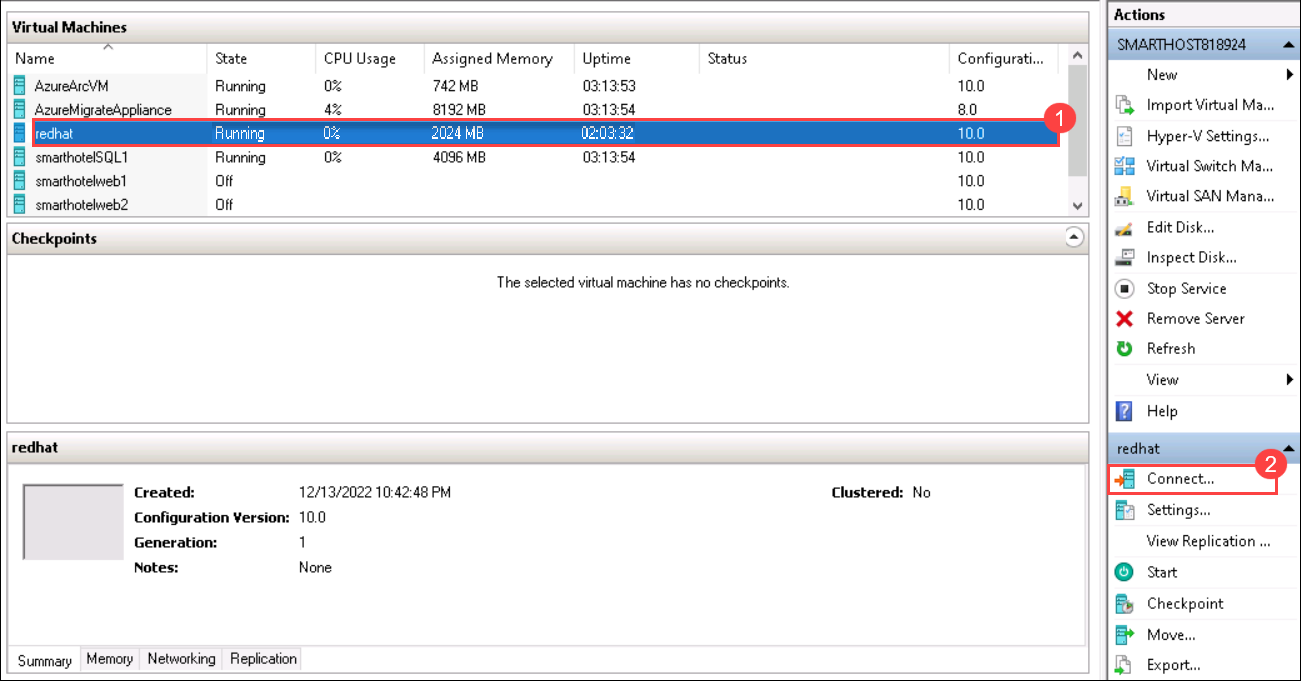 Virtual Machines
Name State CPU Usage Assigned Memory Uptime Status Configurati...
AzureArcVM Running 0% 742 MB 03:13:53 10.0
AzureMigrateAppliance Running 4% 8192 MB 03:13:54 8.0
redhat Running 0% 2024 MB 02:03:32 10.0
1
smarthotelSQL1 Running 0% 4096 MB 03:13:54 10.0
smarthotelweb1 Off 10.0
smarthotelweb2 Off 10.0
Checkpoints
The selected virtual machine has no checkpoints.
redhat
Created: 12/13/2022 10:42:48 PM Clustered: No
Configuration Version: 10.0
Generation: 1
Notes: None
Summary Memory Networking Replication
Actions
SMARTHOST818924
New
Import Virtual Ma...
Hyper-V Settings...
Virtual Switch Ma...
Virtual SAN Mana...
Edit Disk...
Inspect Disk...
Stop Service
Remove Server
Refresh
View
? Help
redhat
2
Connect...
Settings...
View Replication ...
Start
Checkpoint
Move...
Export...